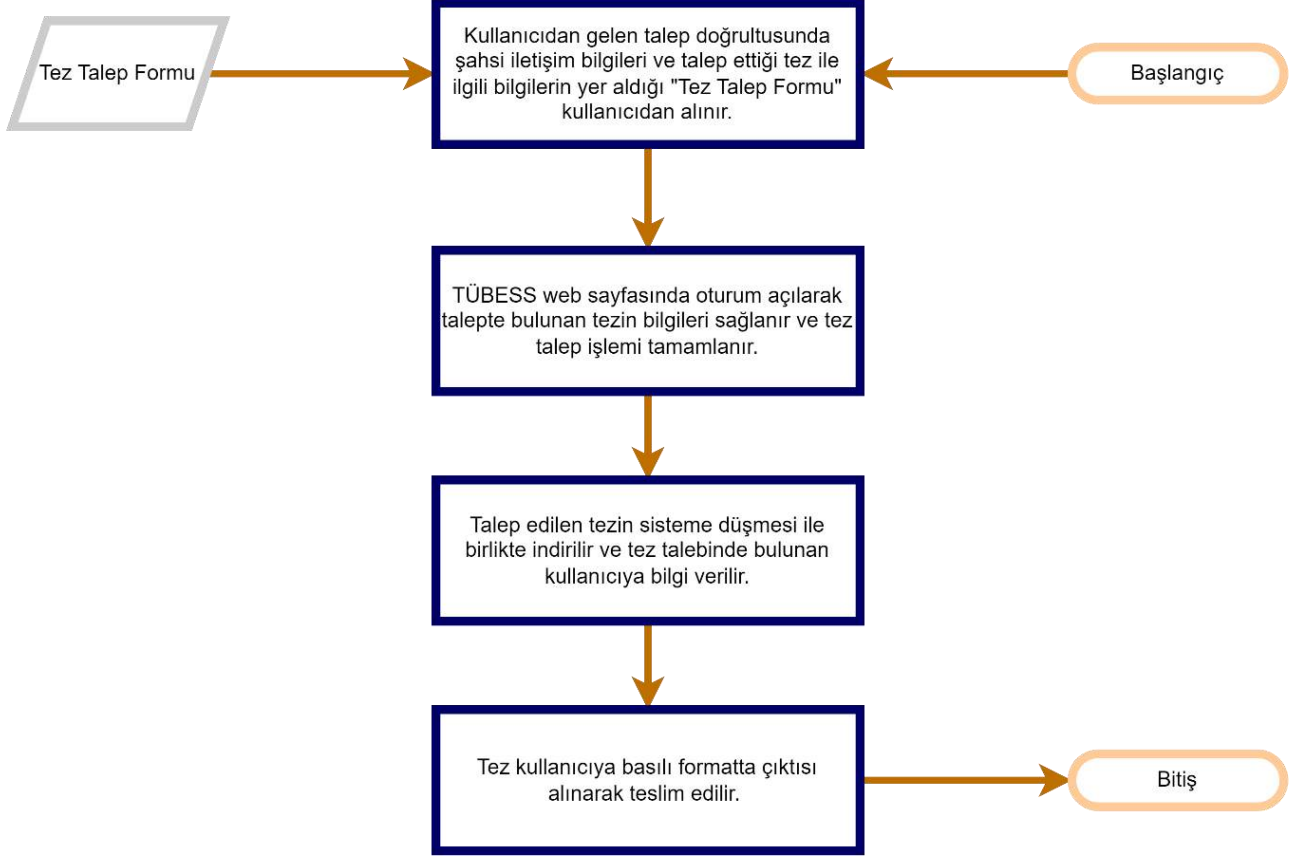 Tez Talep Formu
Kullanıcıdan gelen talep doğrultusunda
şahsi iletişim bilgileri ve talep ettiği tez ile
ilgili bilgilerin yer aldığı "Tez Talep Formu"
kullanıcıdan alınır.
Başlangıç
TÜBESS web sayfasında oturum açılarak
talepte bulunan tezin bilgileri sağlanır ve tez
talep işlemi tamamlanır.
Talep edilen tezin sisteme düşmesi ile
birlikte indirilir ve tez talebinde bulunan
kullanıcıya bilgi verilir.
Tez kullanıcıya basılı formatta çıktısı
alınarak teslim edilir.
Bitiş